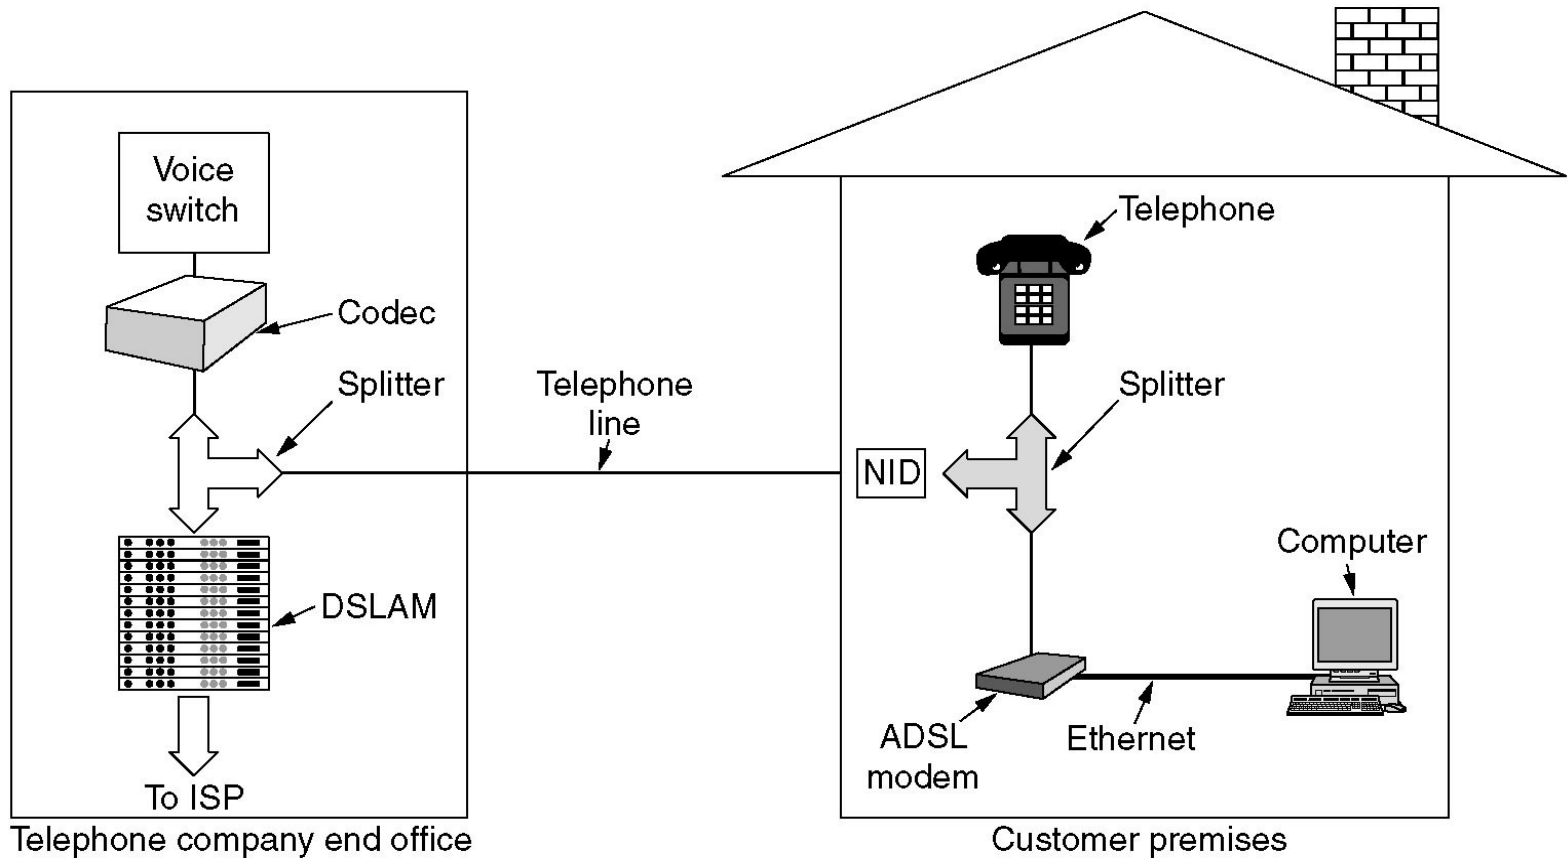 Voice
switch
Codec
Splitter
DSLAM
To ISP
Telephone company end office
Telephone
line
Telephone
Splitter
NID
Computer
ADSL
modem
Ethernet
Customer premises